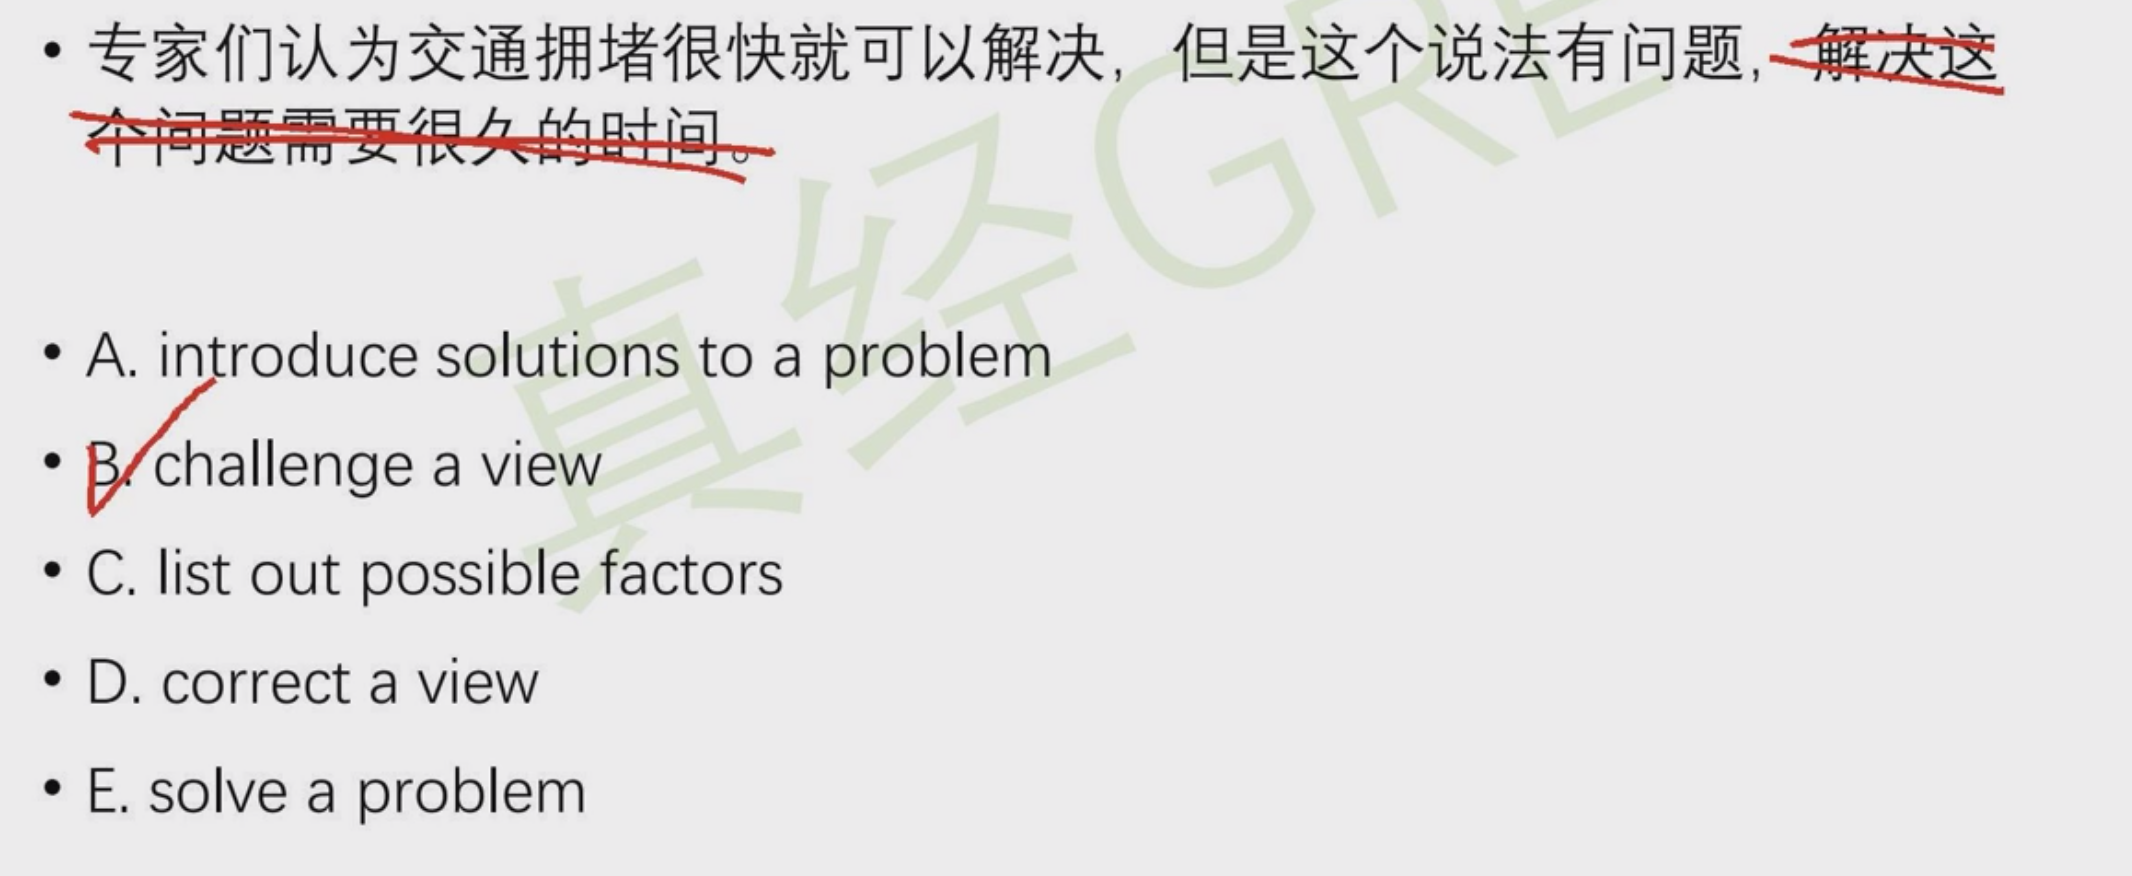 • 专家们认为交通拥堵很快就可以解决，但是这个说法有问题，解决这
个问题需要很久的时间。
真经GRE
• A. introduce solutions to a problem
• B. challenge a view
• C. list out possible factors
• D. correct a view
• E. solve a problem